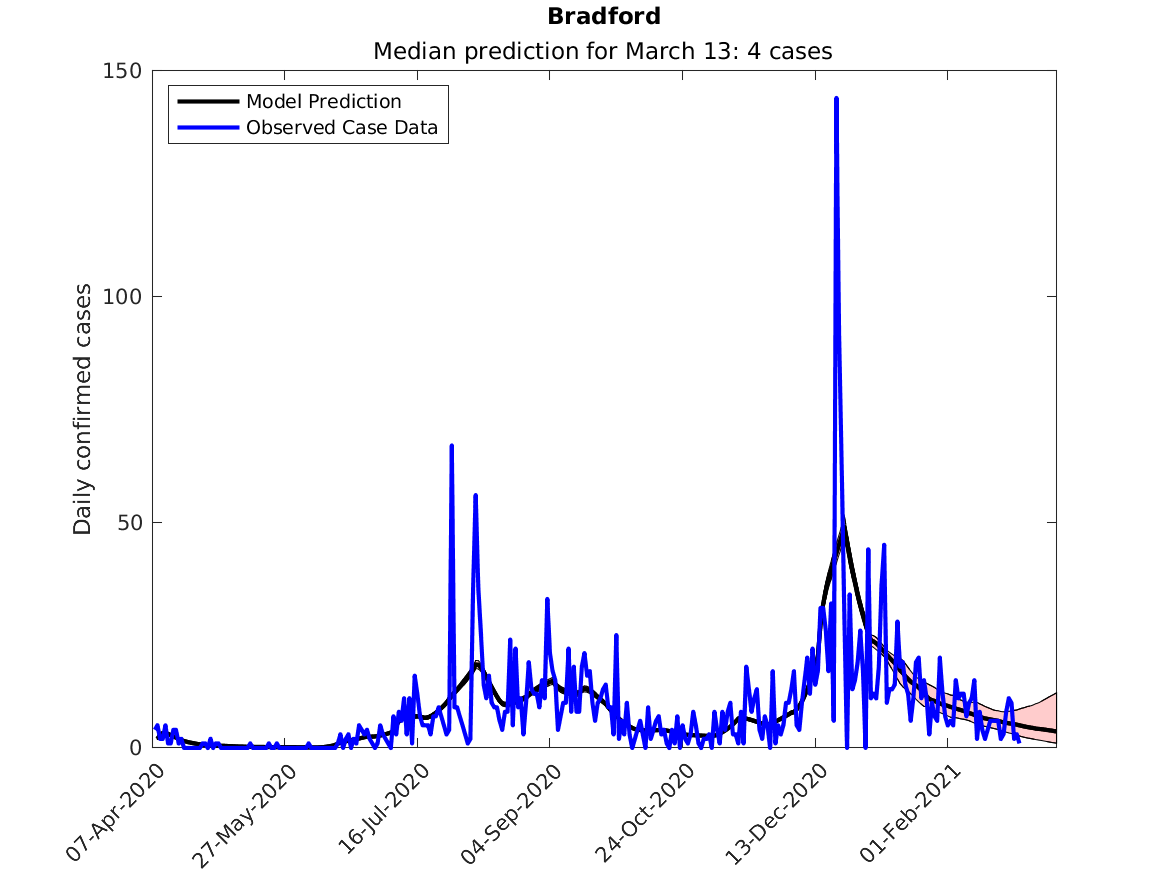 Bradford
Median prediction for March 13: 4 cases
Model Prediction
Observed Case Data
Daily confirmed cases
150
100
50
0
07-Apr-2020
27-May-2020
16-Jul-2020
04-Sep-2020
24-Oct-2020
13-Dec-2020
01-Feb-2021